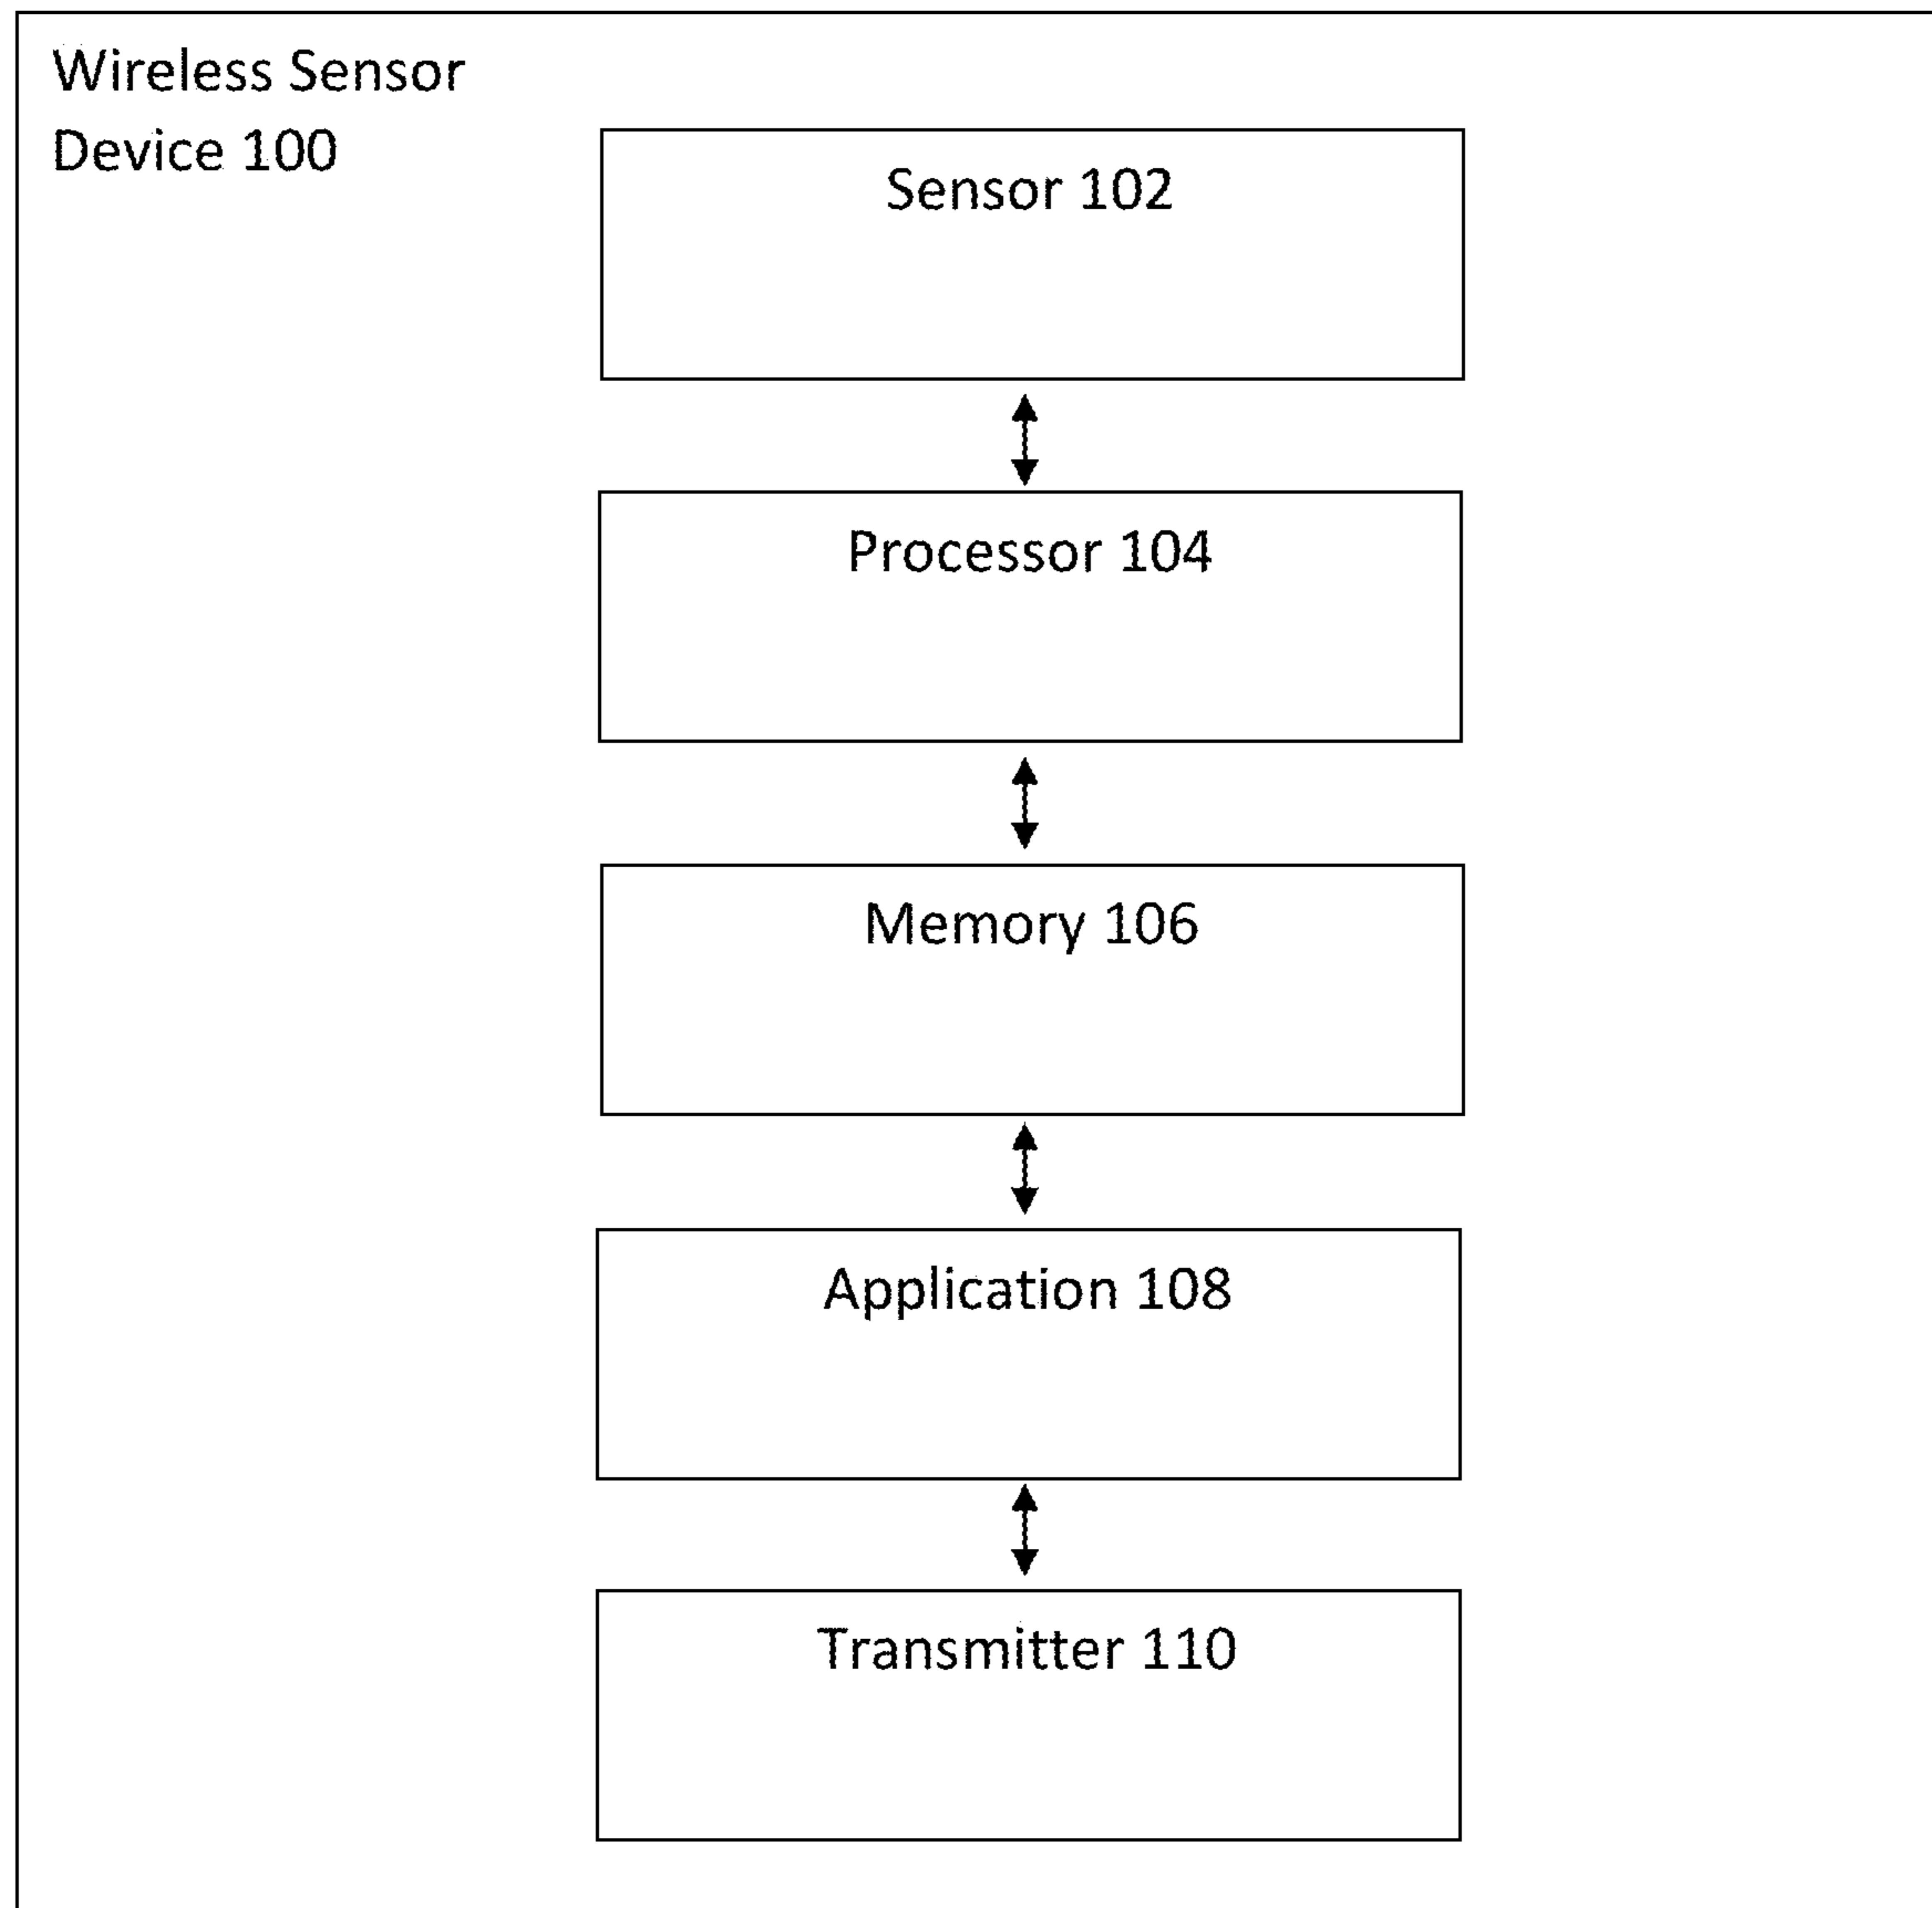 Wireless Sensor
Device 100
Sensor 102
Processor 104
Memory 106
Application 108
Transmitter 110